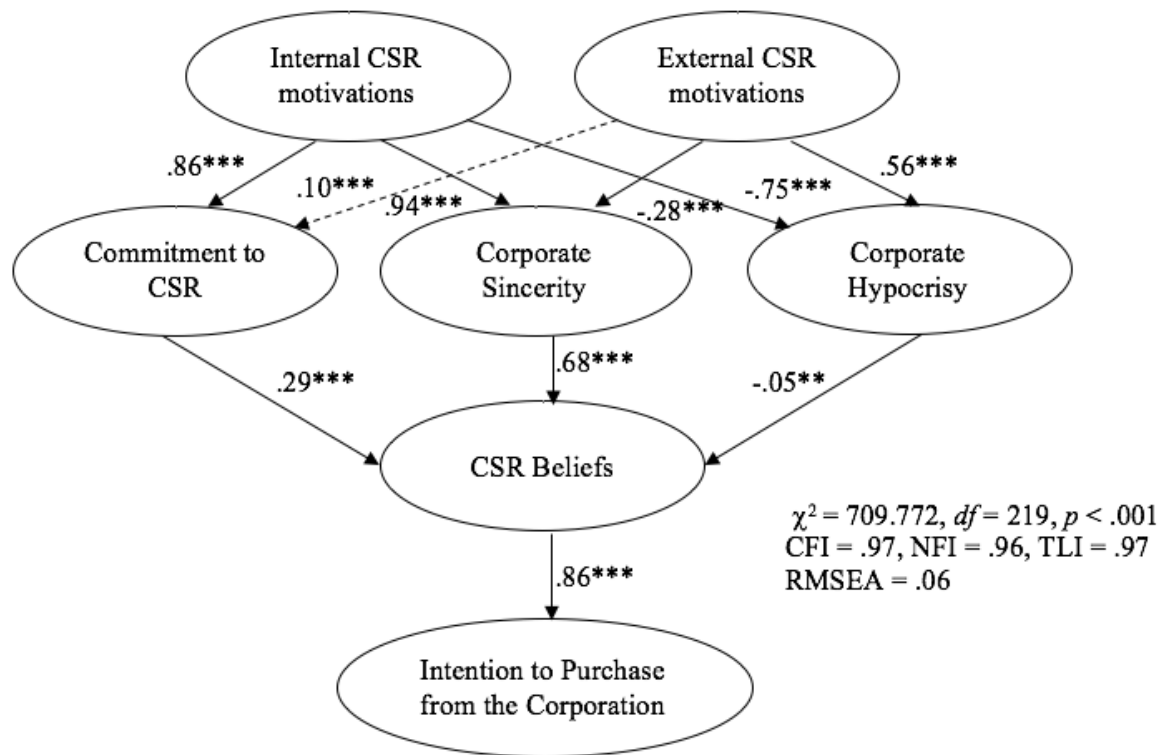 Internal CSR
motivations
External CSR
motivations
.86***
.10***
.94***
-.28***
-.75***
.56***
Commitment to
CSR
Corporate
Sincerity
Corporate
Hypocrisy
.29***
.68***
-.05**
CSR Beliefs
χ² = 709.772, df = 219, p < .001
CFI = .97, NFI = .96, TLI = .97
RMSEA = .06
.86***
Intention to Purchase
from the Corporation